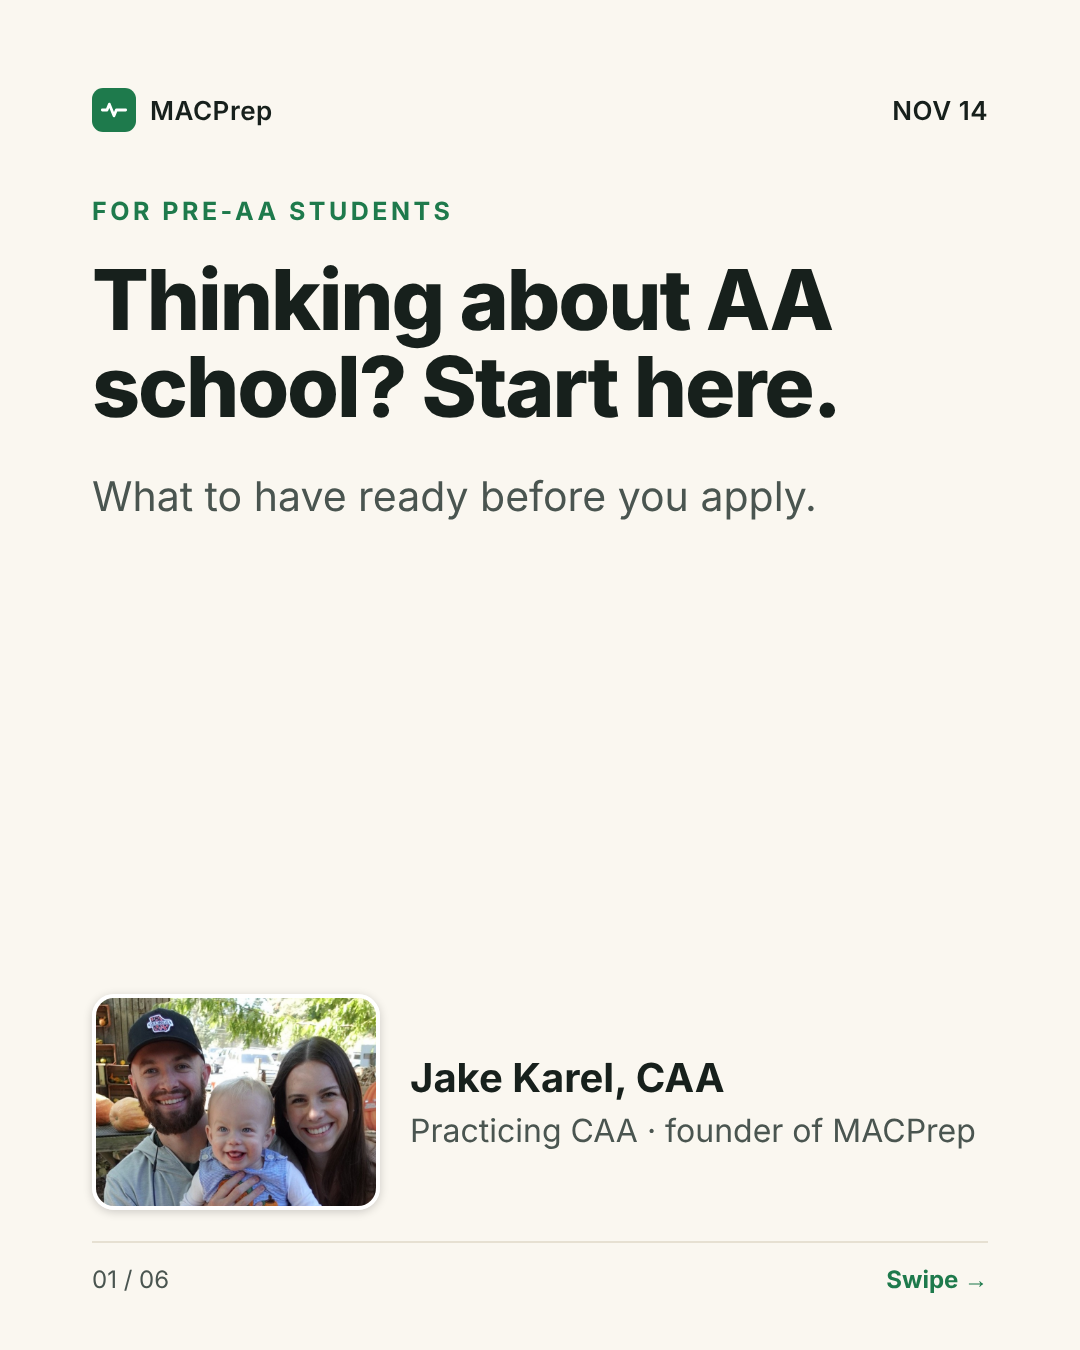 MACPrep
NOV 14
FOR PRE-AA STUDENTS
Thinking about AA
school? Start here.
What to have ready before you apply.
Jake Karel, CAA
Practicing CAA · founder of MACPrep
01 / 06
Swipe →